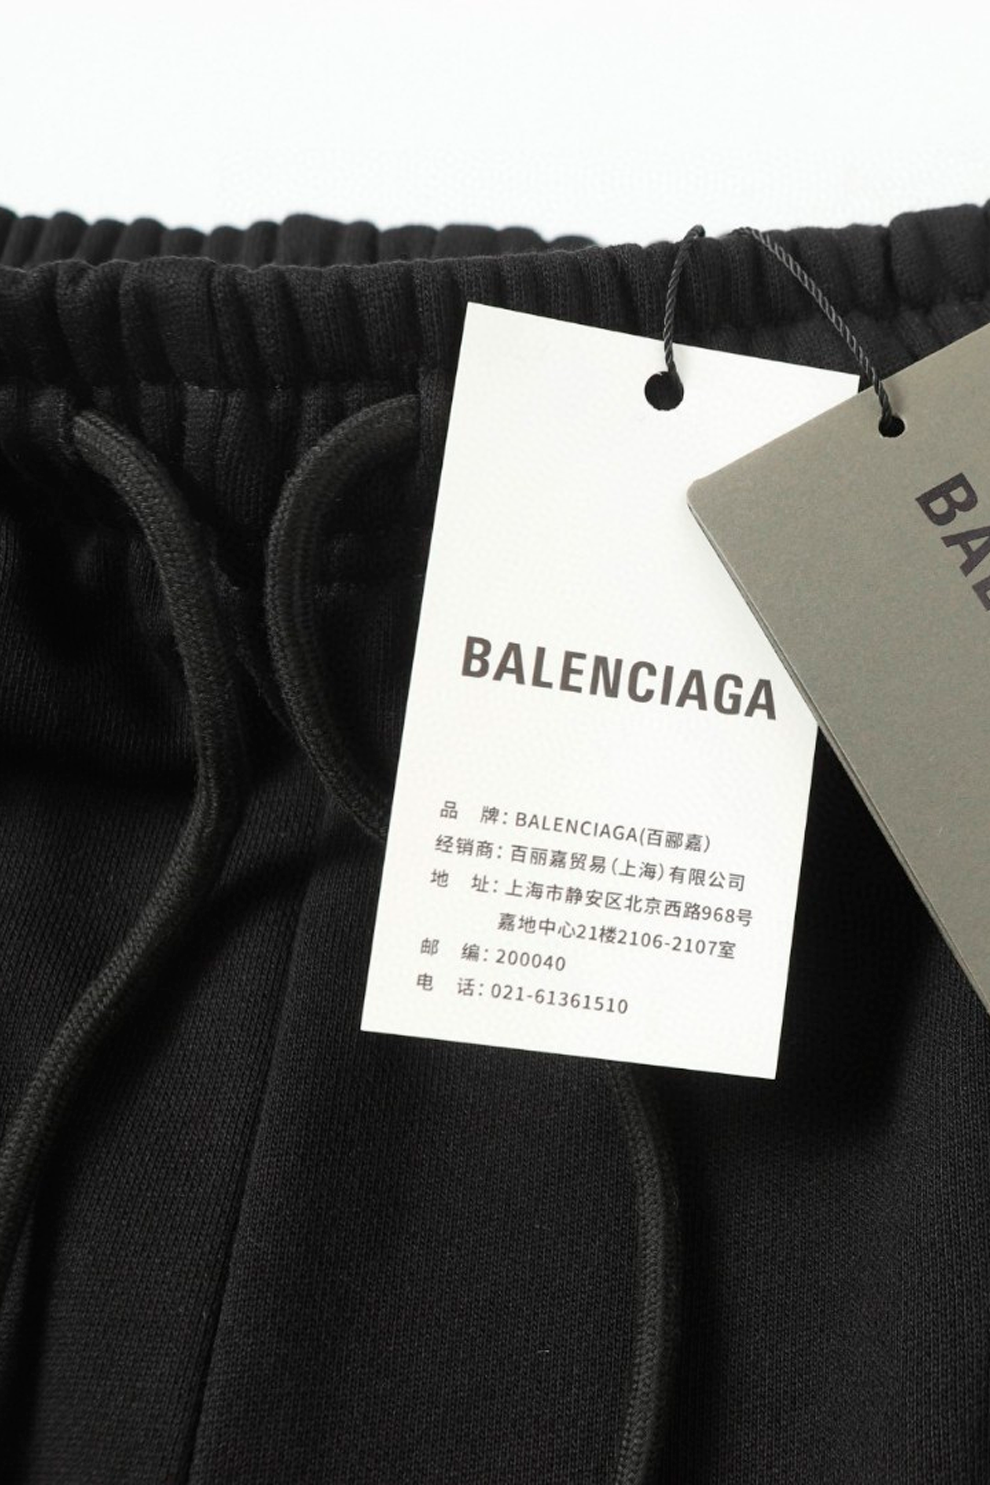 BALENCIAGA
品 牌：BALENCIAGA(百郦嘉)
经销商：百丽嘉贸易(上海)有限公司
地 址：上海市静安区北京西路968号
嘉地中心21楼2106-2107室
邮 编：200040
电 话：021-61361510
BAL